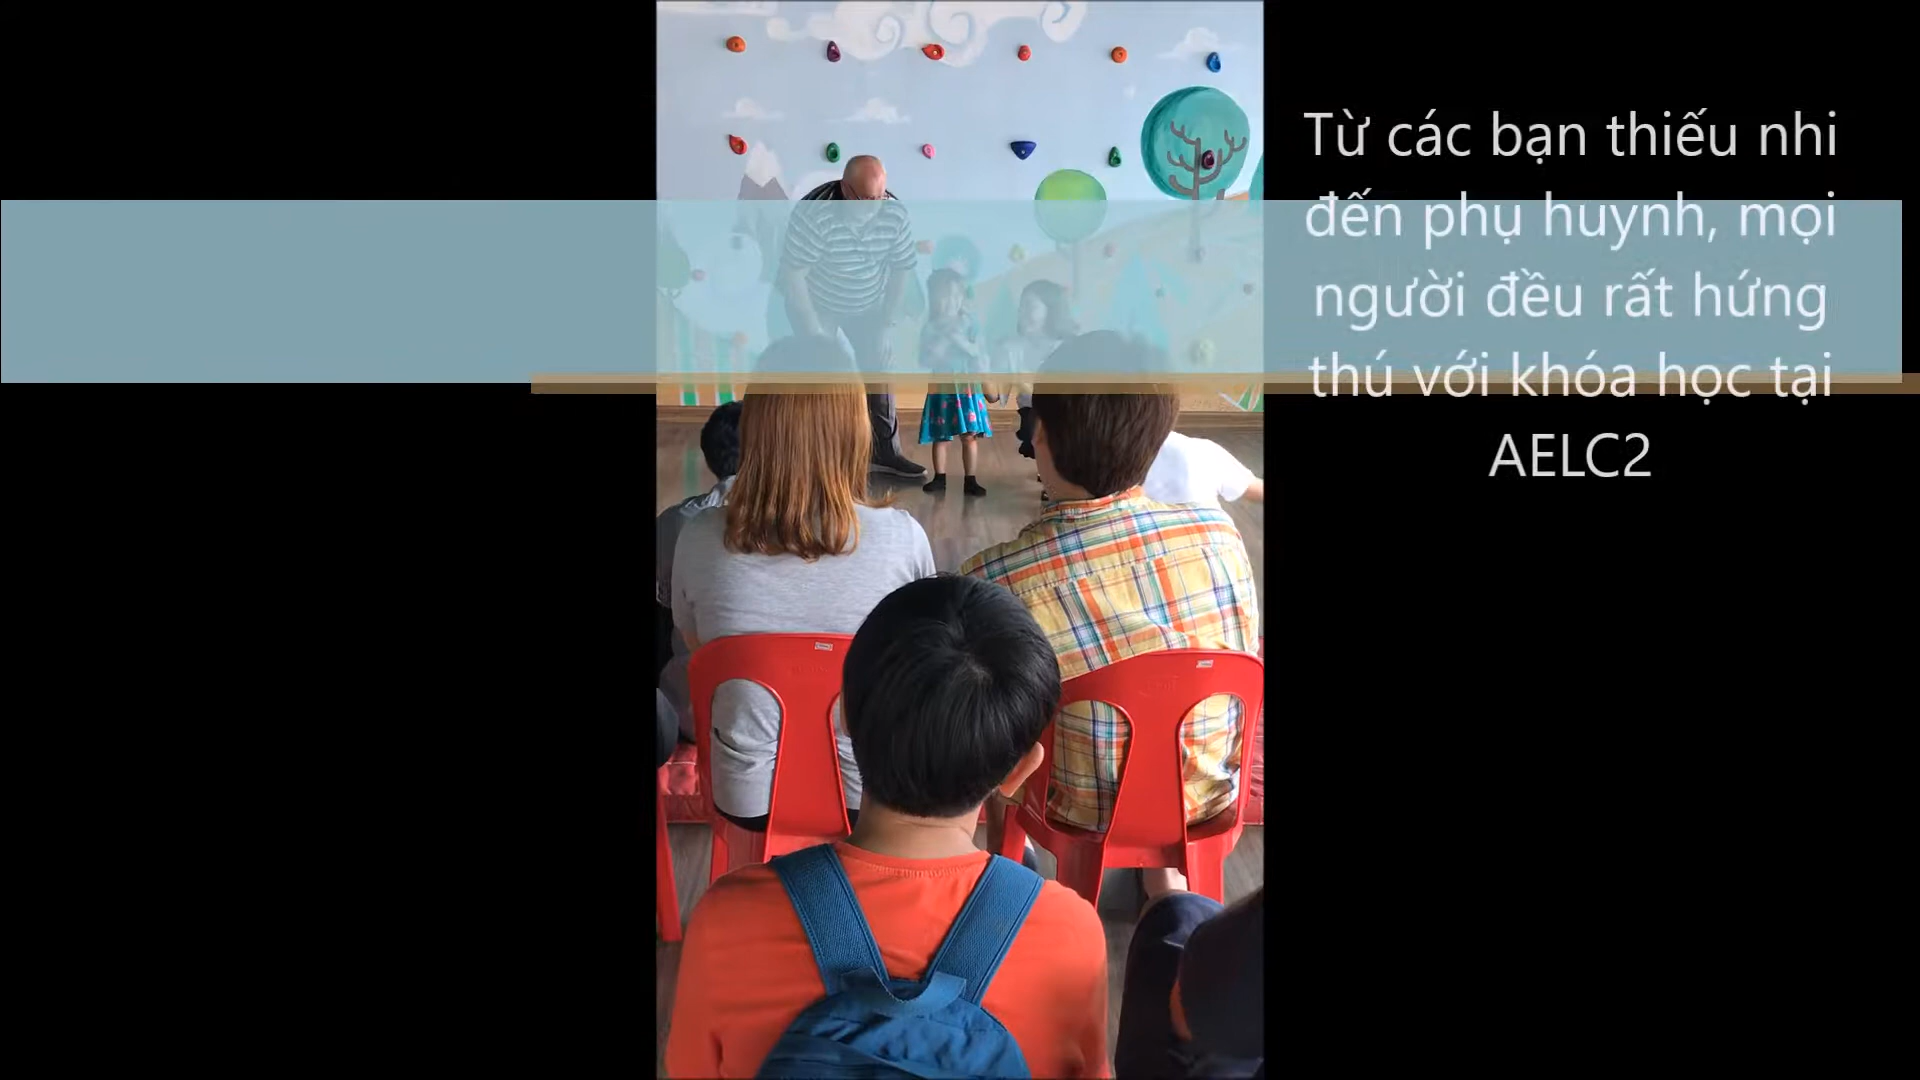 Từ các bạn thiếu nhi
đến phụ huynh, mọi
người đều rất hứng
thú với khóa học tại
AELC2